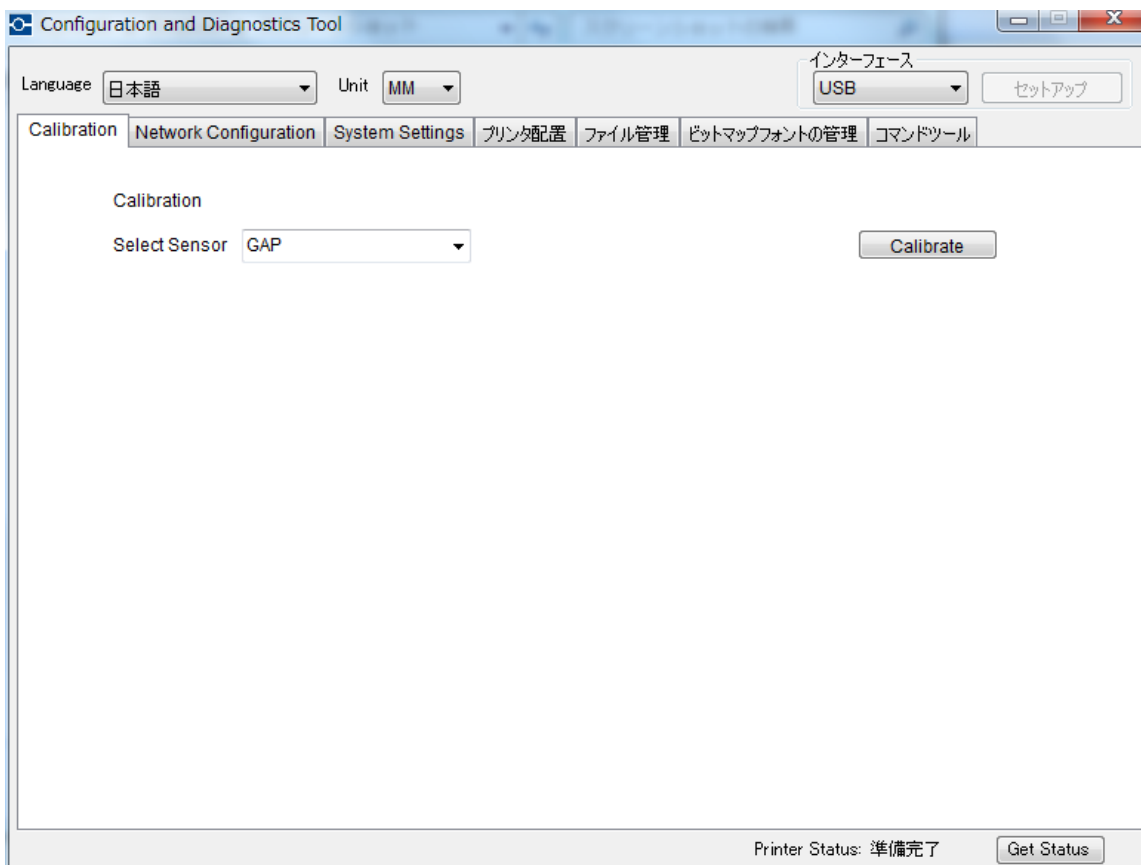 Configuration and Diagnostics Tool
インターフェース
Language 日本語 Unit MM USB セットアップ
Calibration Network Configuration System Settings プリンタ配置 ファイル管理 ビットマップフォントの管理 コマンドツール
Calibration
Select Sensor GAP Calibrate
Printer Status: 準備完了 Get Status